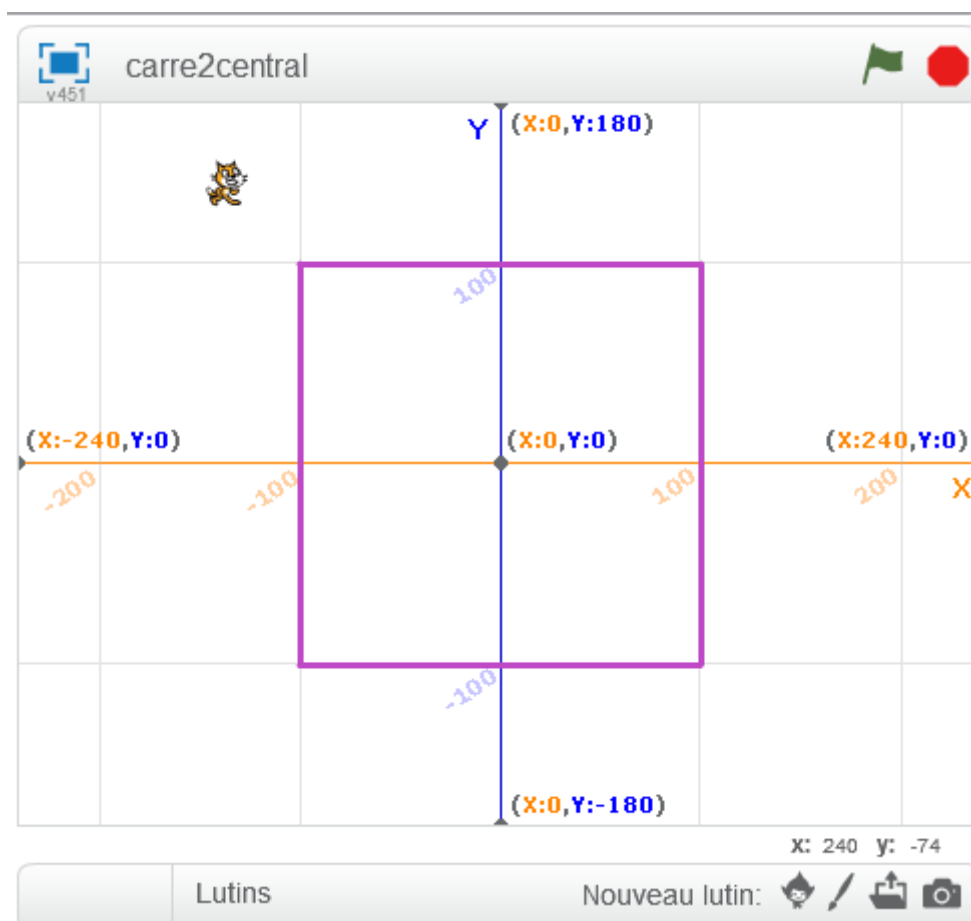 carre2central
v451
Y (X:0,Y:180)
100
(X:-240,Y:0) (X:0,Y:0) (X:240,Y:0)
-200 -100 100 200 X
-100
(X:0,Y:-180)
x: 240 y: -74
Lutins Nouveau lutin: